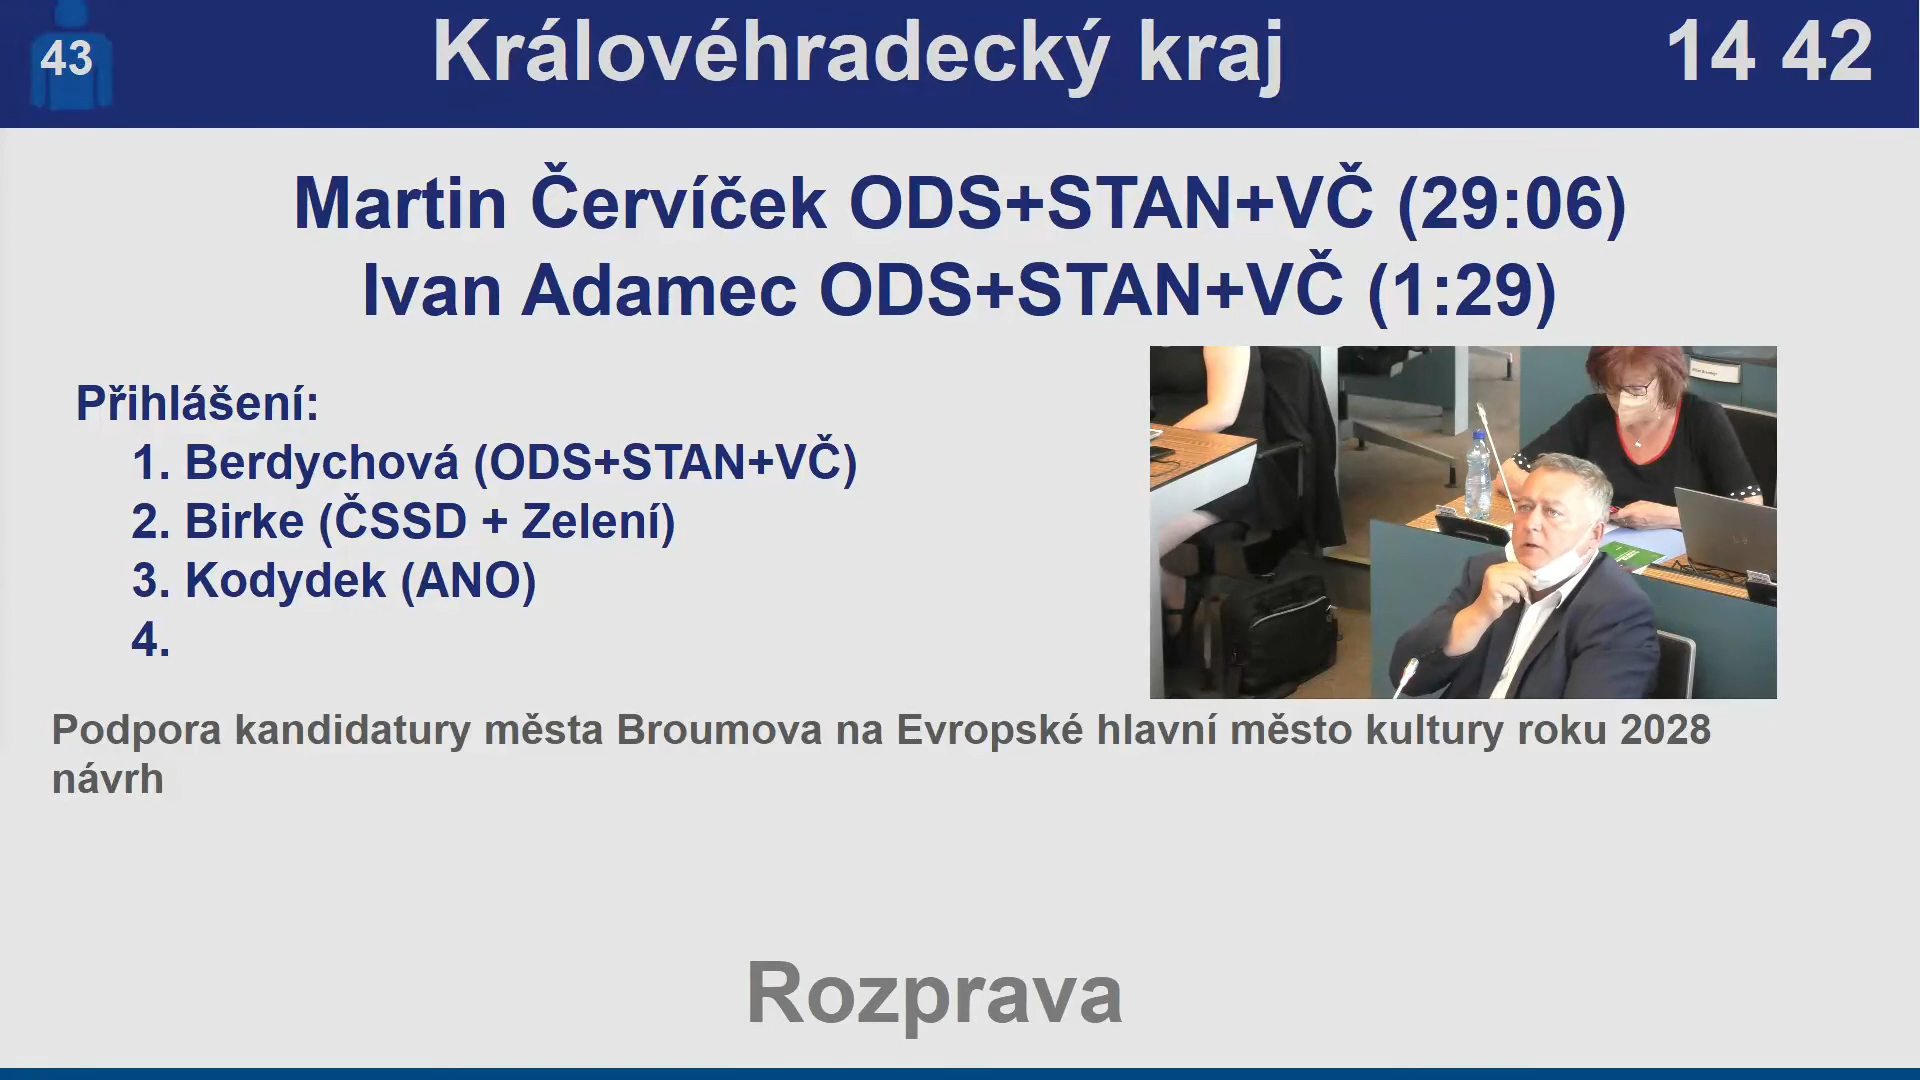 43
Královéhradecký kraj
14 42
Martin Červíček ODS+STAN+VČ (29:06)
Ivan Adamec ODS+STAN+VČ (1:29)
Přihlášení:
1. Berdychová (ODS+STAN+VČ)
2. Birke (ČSSD + Zelení)
3. Kodydek (ANO)
4.
Podpora kandidatury města Broumova na Evropské hlavní město kultury roku 2028
návrh
Rozprava